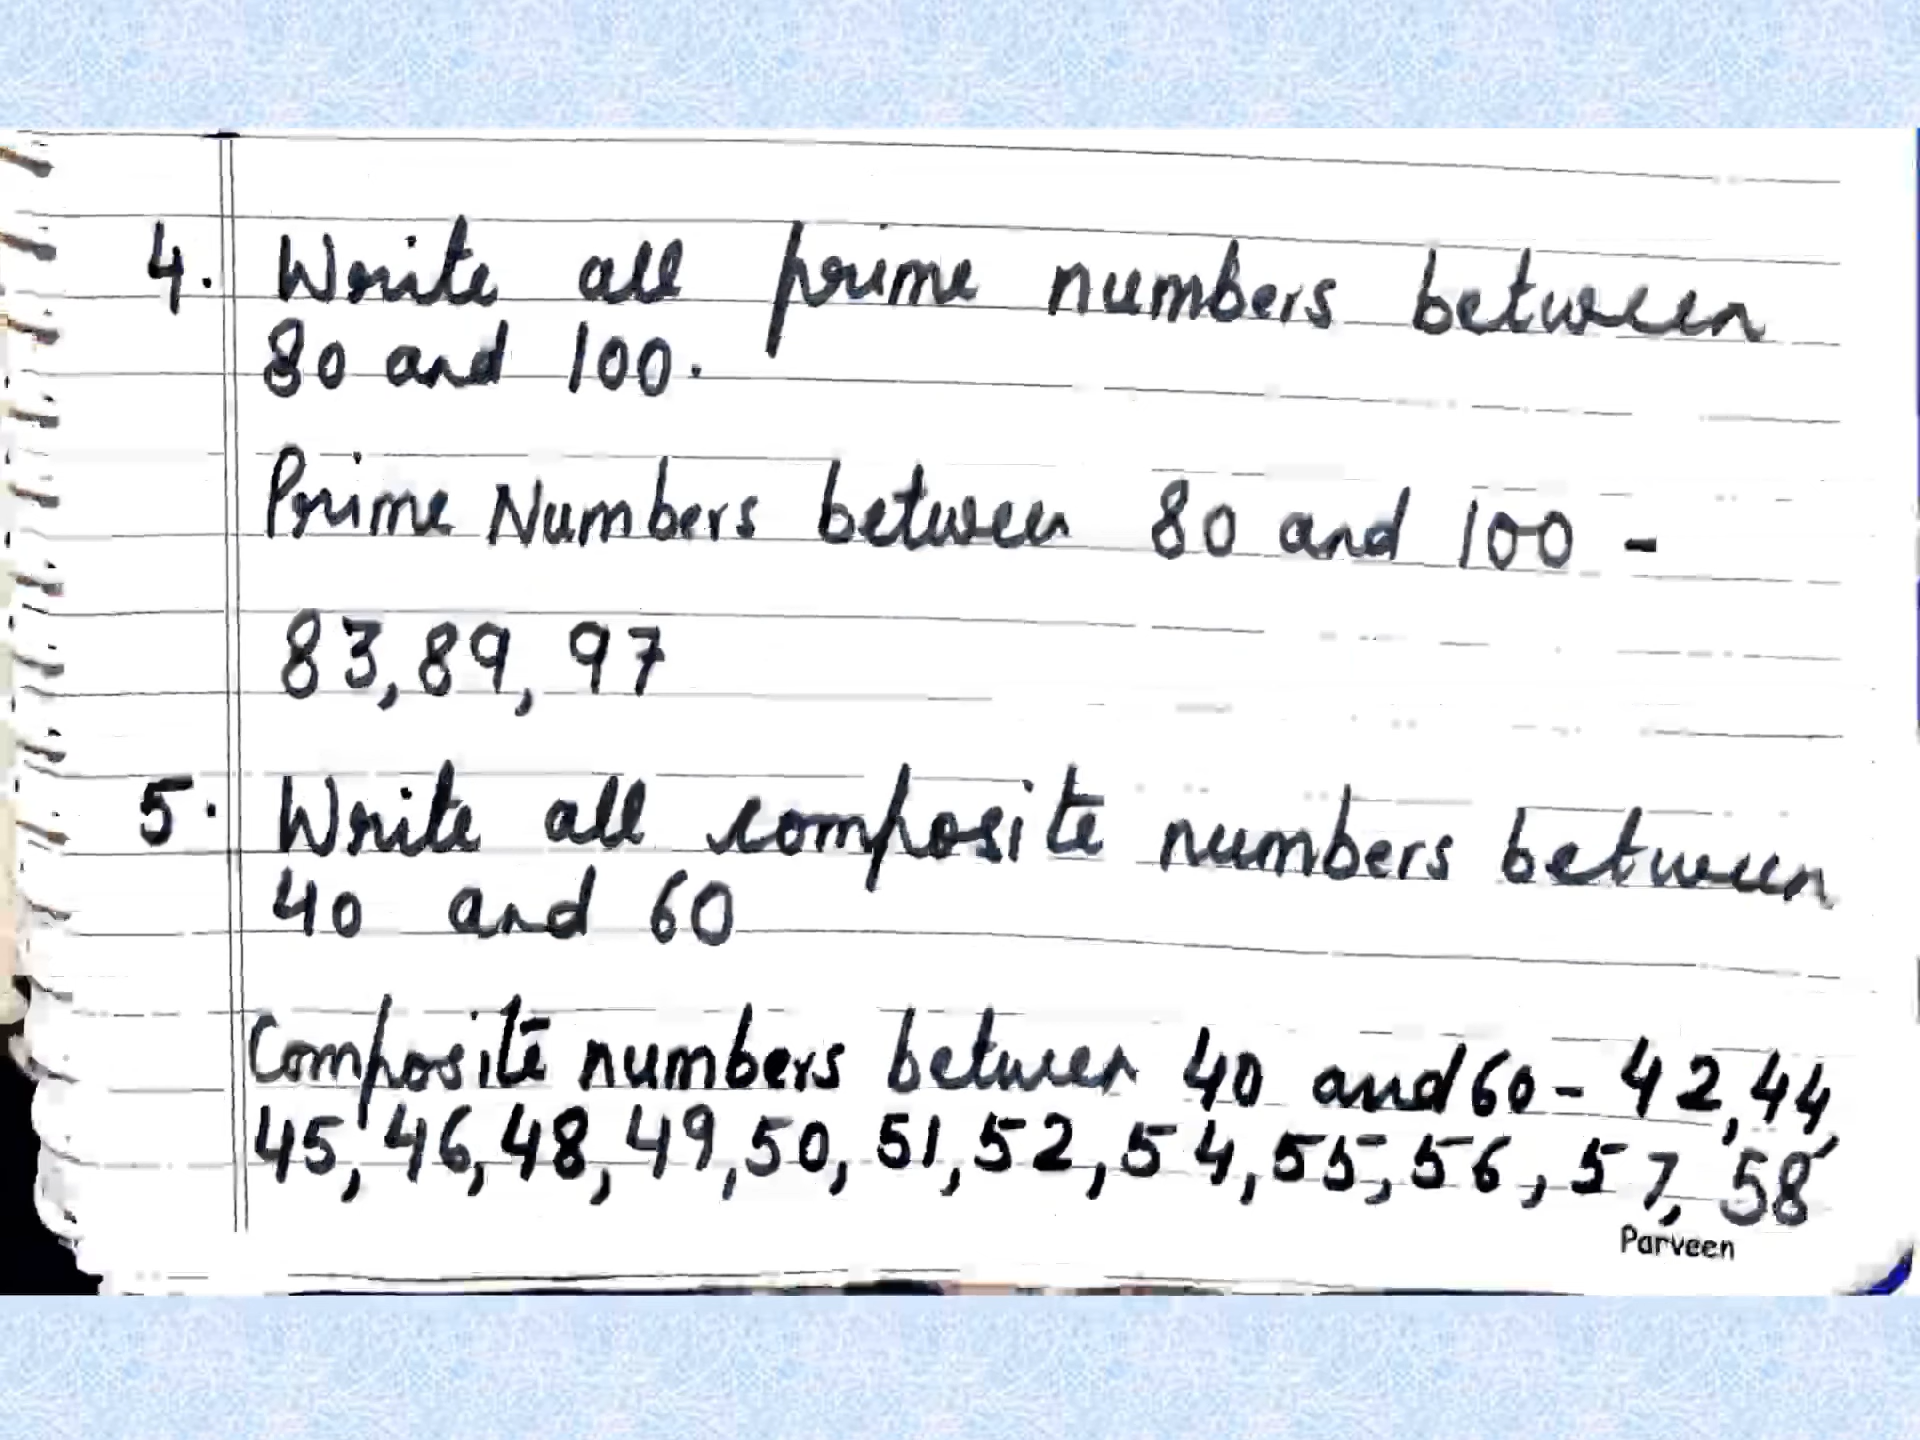 4. Write all prime numbers between
80 and 100.
Prime Numbers between 80 and 100 -
83, 89, 97
5. Write all composite numbers between
40 and 60
Composite numbers between 40 and 60 - 42, 44,
45, 46, 48, 49, 50, 51, 52, 54, 55, 56, 57, 58
Parveen